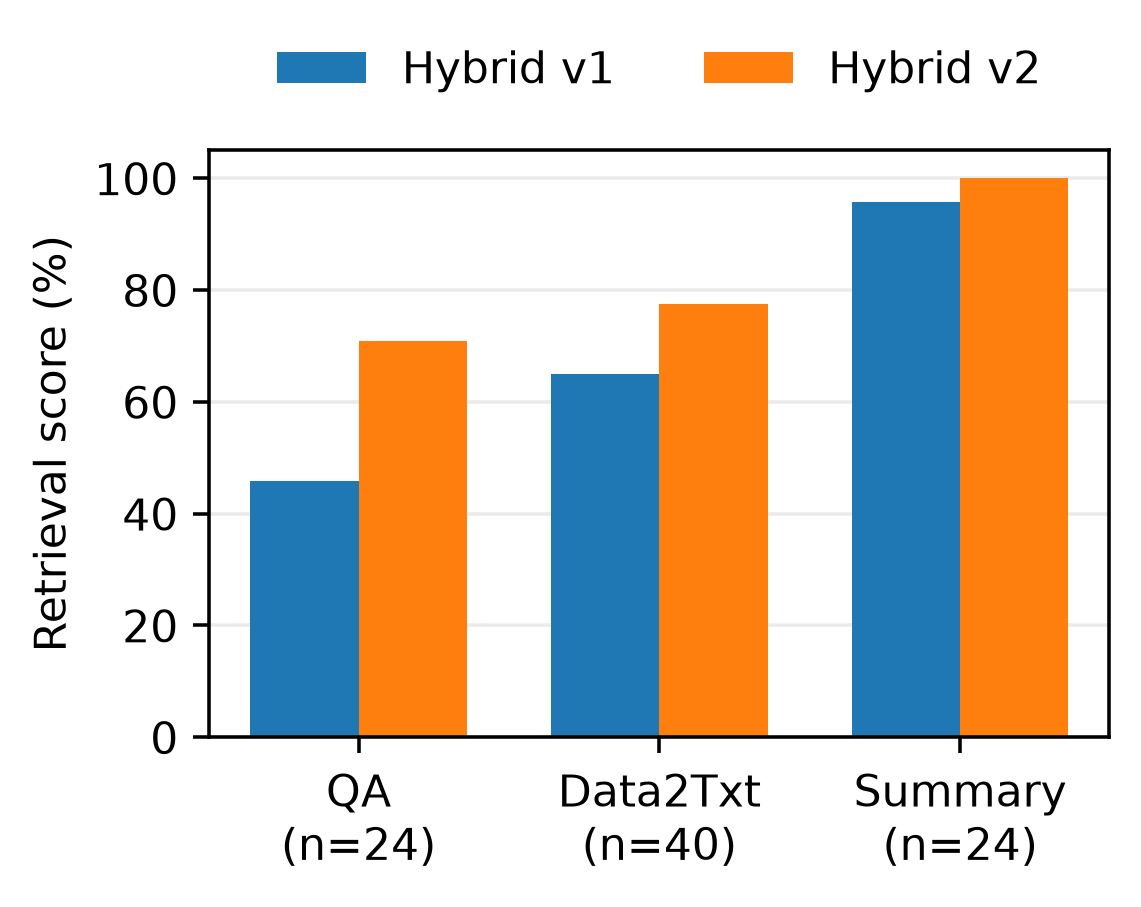 Hybrid v1 Hybrid v2
Retrieval score (%)
100
80
60
40
20
0
QA Data2Txt Summary
(n=24) (n=40) (n=24)